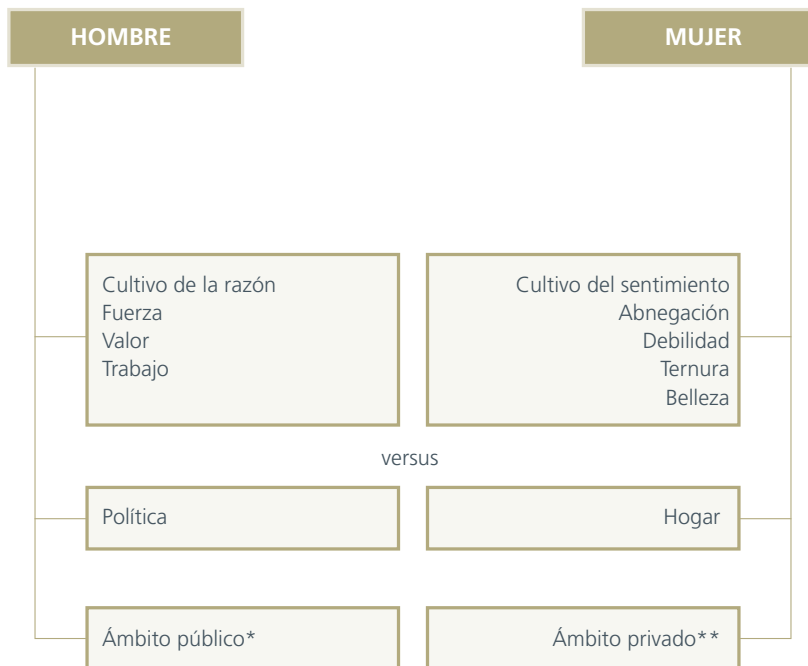 HOMBRE
MUJER
Cultivo de la razón
Fuerza
Valor
Trabajo
Cultivo del sentimiento
Abnegación
Debilidad
Ternura
Belleza
versus
Política
Hogar
Ámbito público*
Ámbito privado**